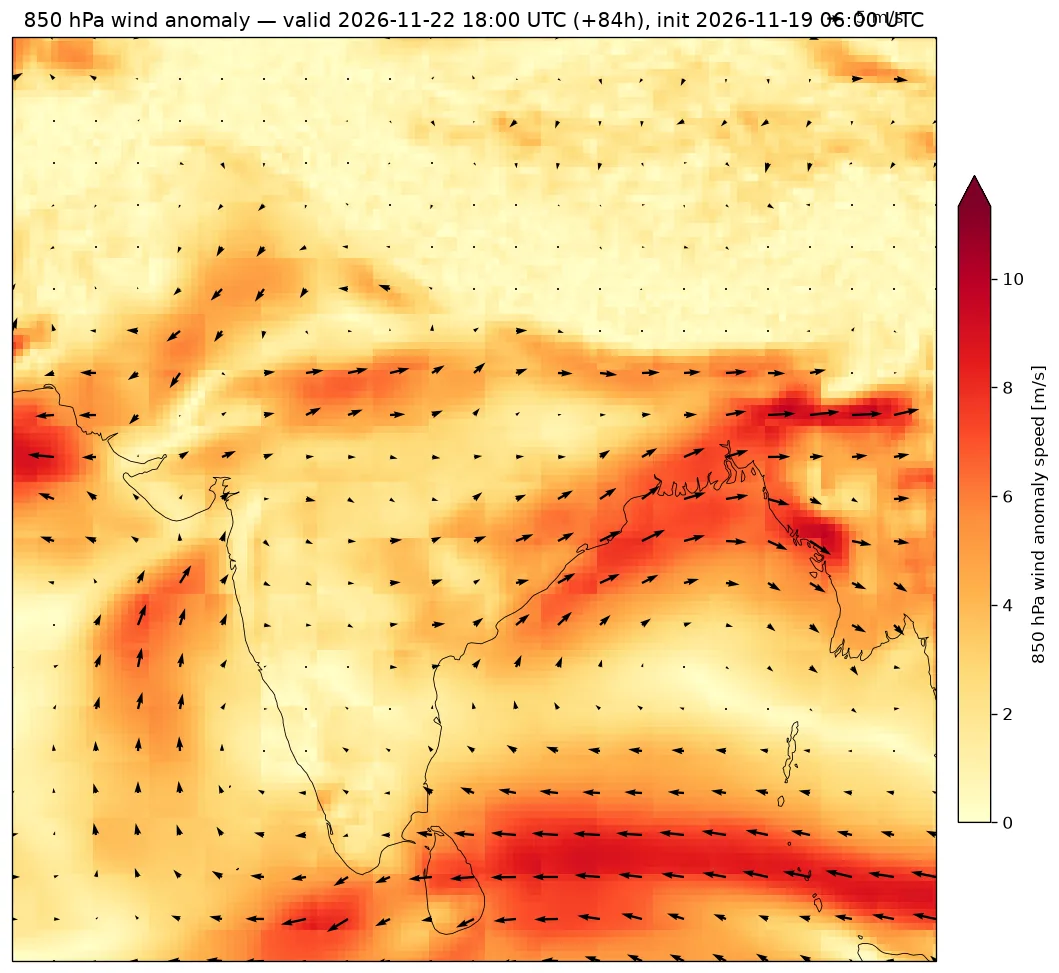 850 hPa wind anomaly — valid 2026-11-22 18:00 UTC (+84h), init 2026-11-19 06:00 UTC
5 m/s
10
8
6
4
2
0
850 hPa wind anomaly speed [m/s]